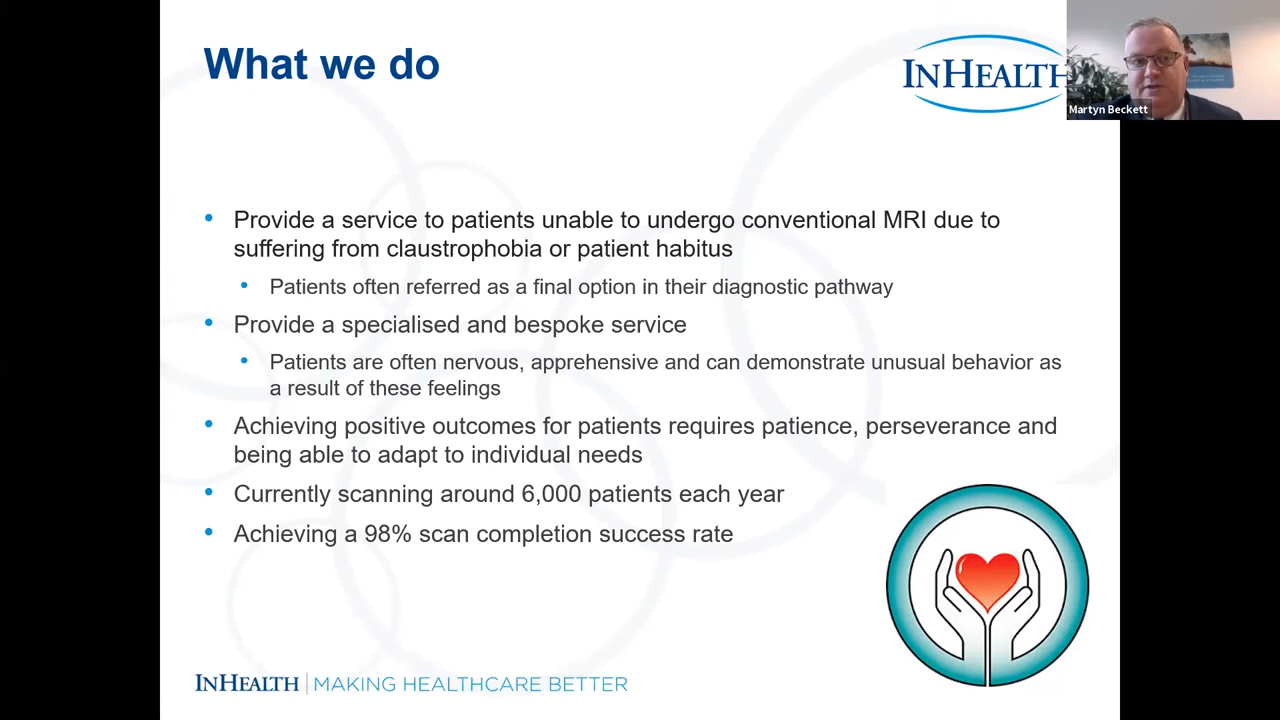 What we do
INHEALTH
Martyn Beckett
Provide a service to patients unable to undergo conventional MRI due to
suffering from claustrophobia or patient habitus
Patients often referred as a final option in their diagnostic pathway
Provide a specialised and bespoke service
Patients are often nervous, apprehensive and can demonstrate unusual behavior as
a result of these feelings
Achieving positive outcomes for patients requires patience, perseverance and
being able to adapt to individual needs
Currently scanning around 6,000 patients each year
Achieving a 98% scan completion success rate
INHEALTH | MAKING HEALTHCARE BETTER